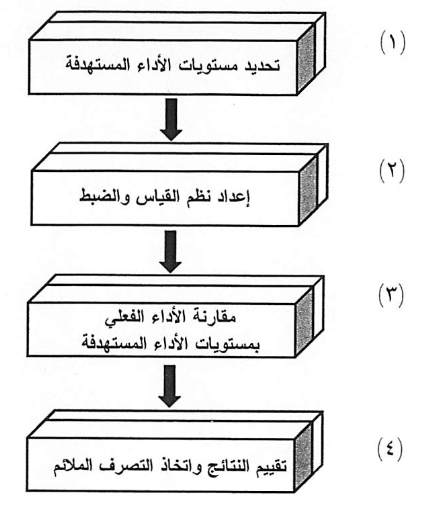 (١)
تحديد مستويات الأداء المستهدفة
(٢)
إعداد نظم القياس والضبط
(٣)
مقارنة الأداء الفعلي
بمستويات الأداء المستهدفة
(٤)
تقييم النتائج واتخاذ التصرف الملائم